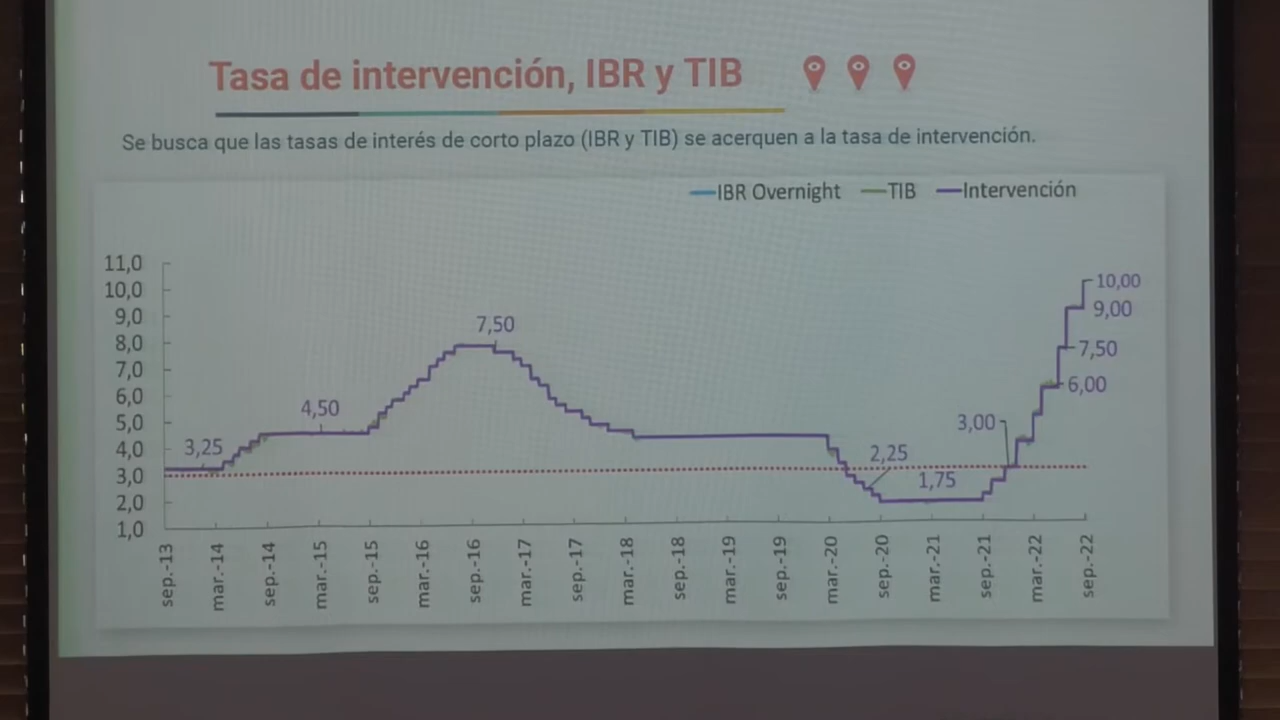 Tasa de intervención, IBR y TIB
Se busca que las tasas de interés de corto plazo (IBR y TIB) se acerquen a la tasa de intervención.
IBR Overnight TIB Intervención
11,0
10,0
9,0
8,0
7,0
6,0
5,0
4,0
3,0
2,0
1,0
3,25
4,50
7,50
2,25
1,75
3,00
10,00
9,00
7,50
6,00
sep.-13
mar.-14
sep.-14
mar.-15
sep.-15
mar.-16
sep.-16
mar.-17
sep.-17
mar.-18
sep.-18
mar.-19
sep.-19
mar.-20
sep.-20
mar.-21
sep.-21
mar.-22
sep.-22